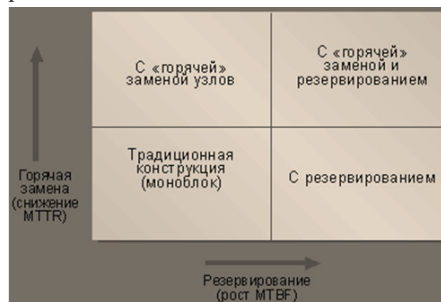 С «горячей»
заменой узлов
С «горячей»
заменой и
резервированием
Традиционная
конструкция
(моноблок)
С резервированием
Горячая
замена
(снижение
MTTR)
Резервирование
(рост MTBF)